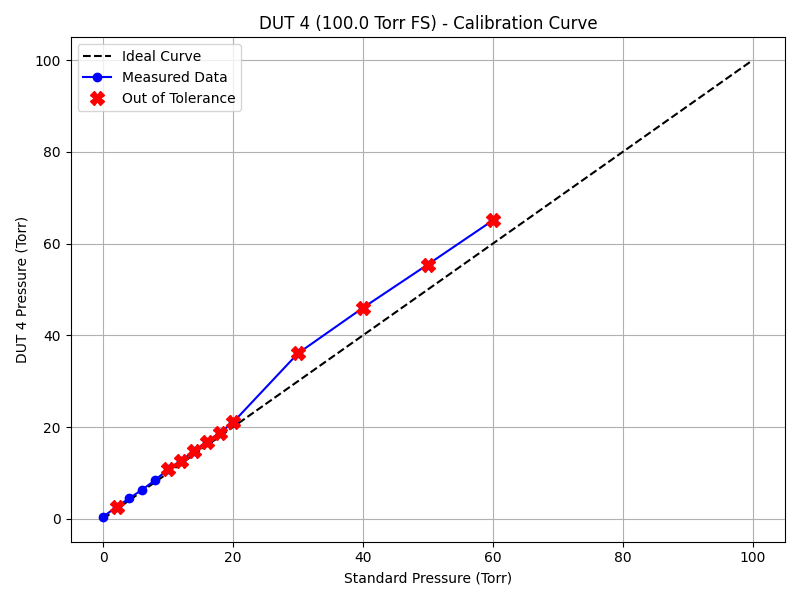 DUT 4 (100.0 Torr FS) - Calibration Curve
Ideal Curve
Measured Data
Out of Tolerance
DUT 4 Pressure (Torr)
100
80
60
40
20
0
0 20 40 60 80 100
Standard Pressure (Torr)